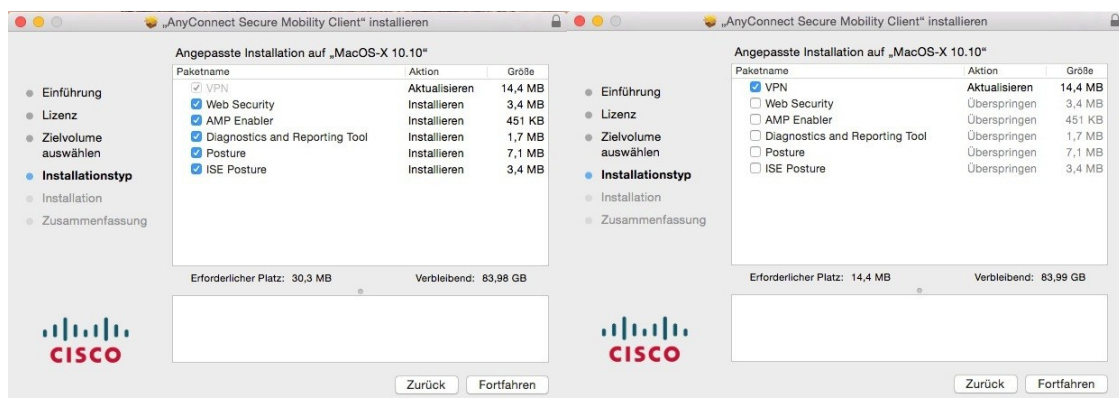 „AnyConnect Secure Mobility Client“ installieren
Angepasste Installation auf „MacOS-X 10.10“
Einführung
Lizenz
Zielvolume
auswählen
Installationstyp
Installation
Zusammenfassung
Paketname Aktion Größe
VPN Aktualisieren 14,4 MB
Web Security Installieren 3,4 MB
AMP Enabler Installieren 451 KB
Diagnostics and Reporting Tool Installieren 1,7 MB
Posture Installieren 7,1 MB
ISE Posture Installieren 3,4 MB
Erforderlicher Platz: 30,3 MB Verbleibend: 83,98 GB
CISCO
Zurück Fortfahren
„AnyConnect Secure Mobility Client“ installieren
Angepasste Installation auf „MacOS-X 10.10“
Einführung
Lizenz
Zielvolume
auswählen
Installationstyp
Installation
Zusammenfassung
Paketname Aktion Größe
VPN Aktualisieren 14,4 MB
Web Security Überspringen 3,4 MB
AMP Enabler Überspringen 451 KB
Diagnostics and Reporting Tool Überspringen 1,7 MB
Posture Überspringen 7,1 MB
ISE Posture Überspringen 3,4 MB
Erforderlicher Platz: 14,4 MB Verbleibend: 83,99 GB
CISCO
Zurück Fortfahren